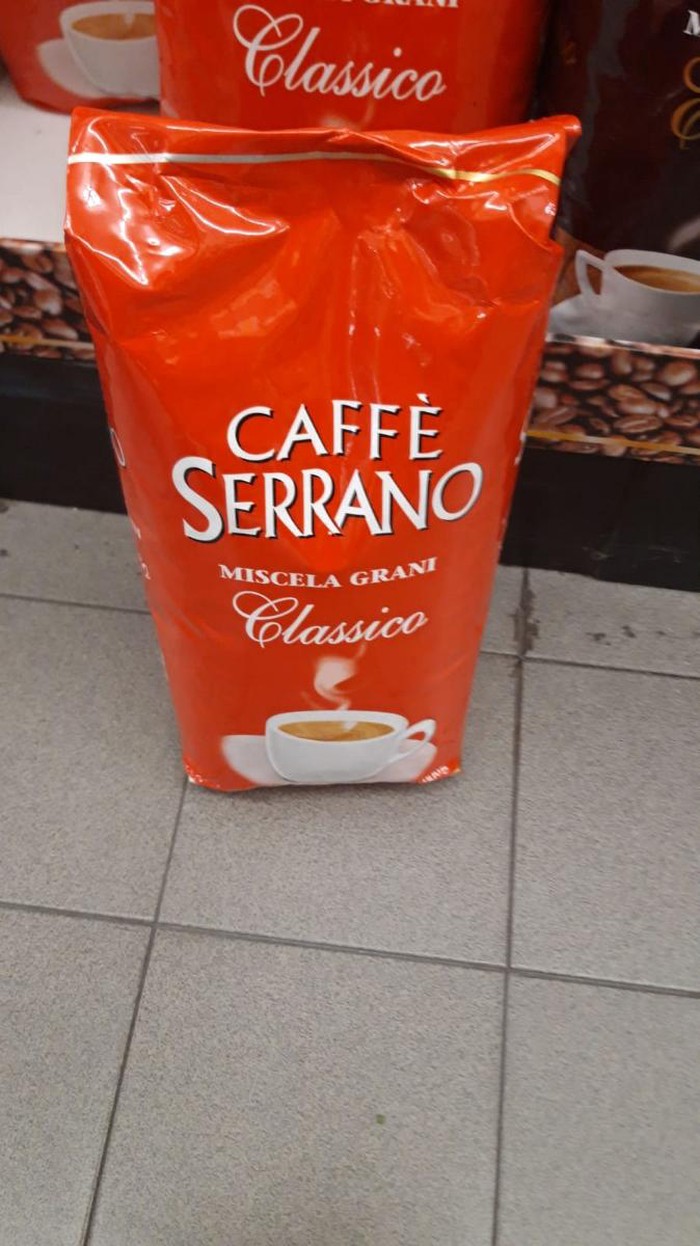 Classico
CAFFÈ
SERRANO
MISCELA GRANI
Classico